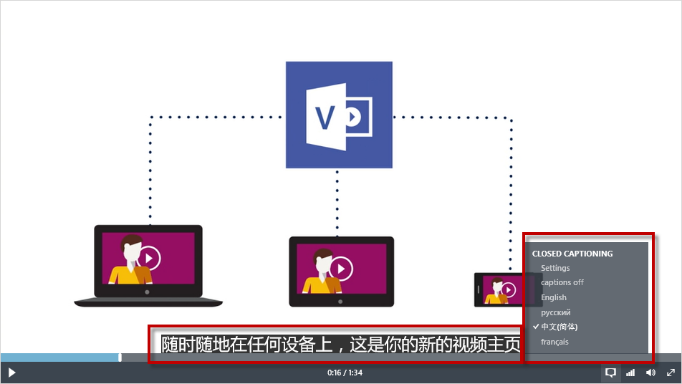 V
CLOSED CAPTIONING
Settings
captions off
English
русский
✓ 中文(简体)
français
随时随地在任何设备上，这是你的新的视频主页
0:16 / 1:34